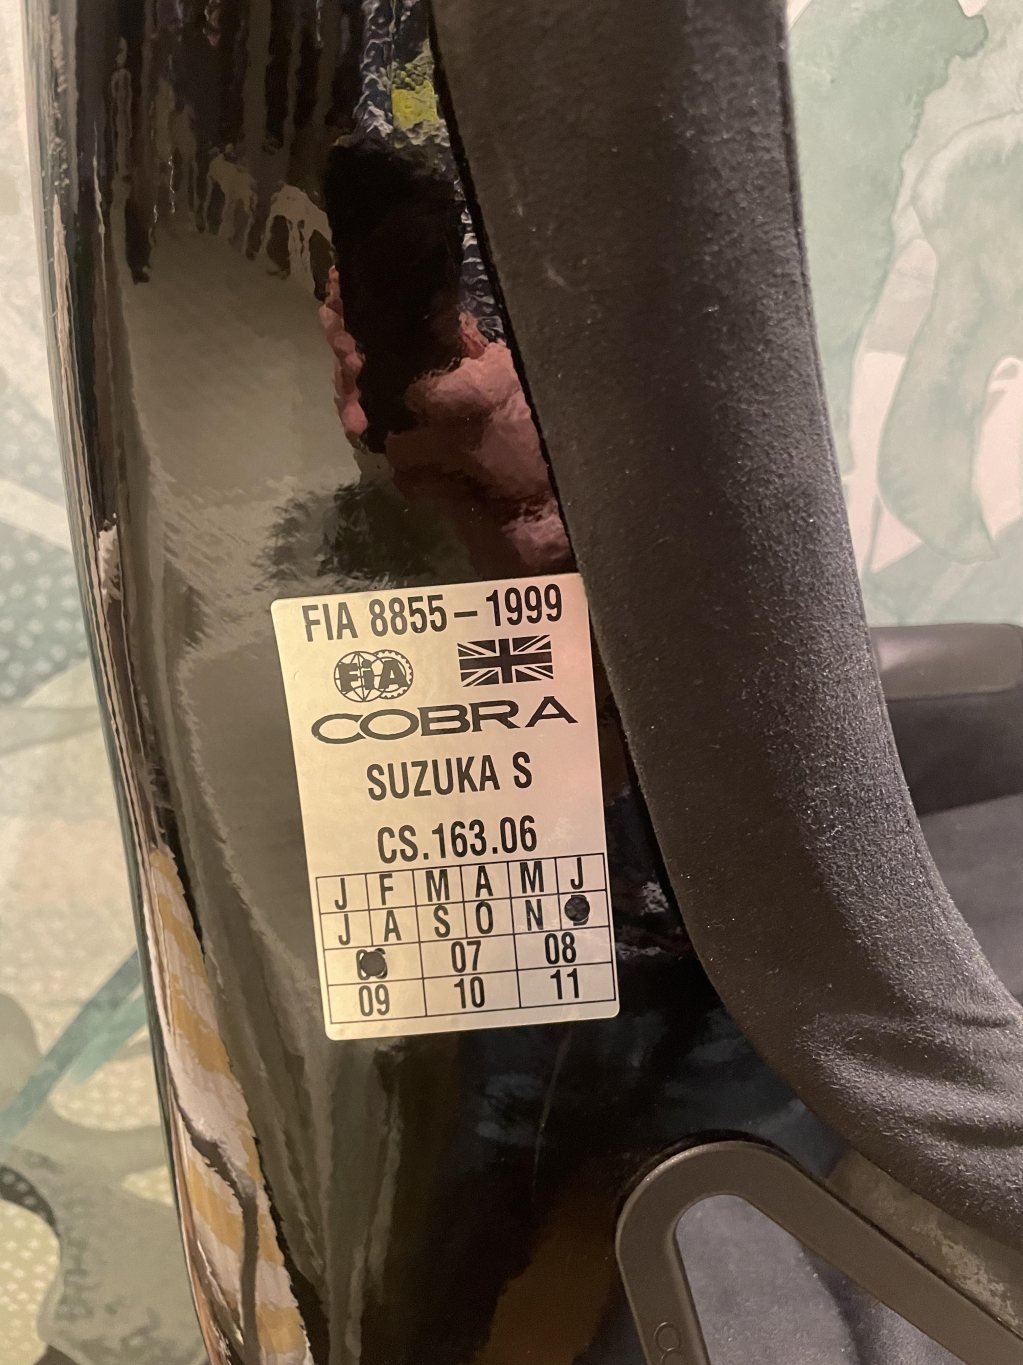 FIA 8855-1999
FIA
COBRA
SUZUKA S
CS.163.06
J F M A M J
J A S O N
07 08
09 10 11